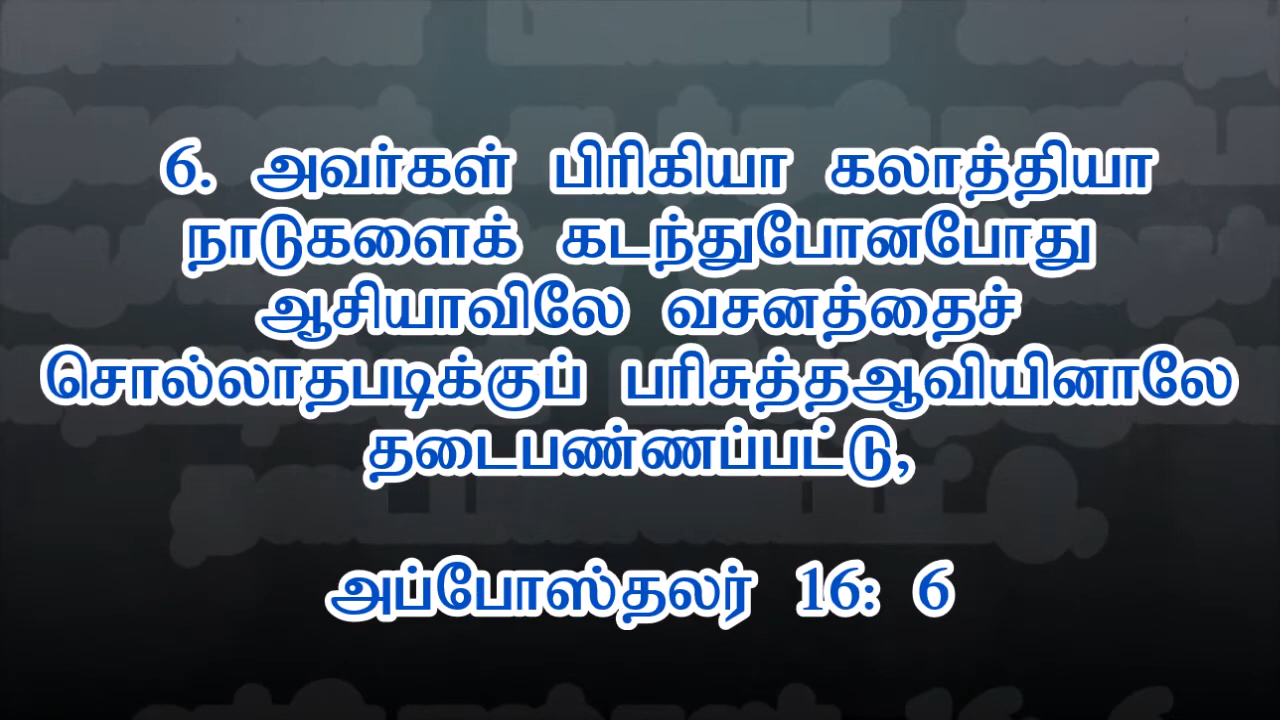 6. அவர்கள் பிரிகியா கலாத்தியா
நாடுகளைக் கடந்துபோனபோது
ஆசியாவிலே வசனத்தைச்
சொல்லாதபடிக்குப் பரிசுத்தஆவியினாலே
தடைபண்ணப்பட்டு,
அப்போஸ்தலர் 16: 6